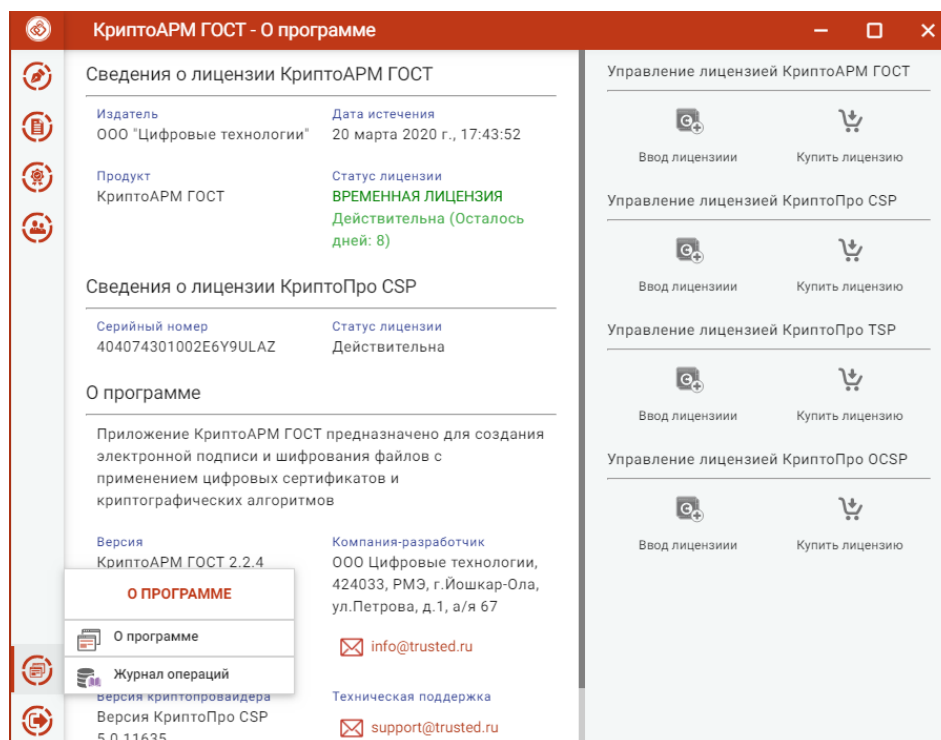 КриптоАРМ ГОСТ - О программе
Сведения о лицензии КриптоАРМ ГОСТ
Издатель
ООО "Цифровые технологии"
Дата истечения
20 марта 2020 г., 17:43:52
Продукт
КриптоАРМ ГОСТ
Статус лицензии
ВРЕМЕННАЯ ЛИЦЕНЗИЯ
Действительна (Осталось
дней: 8)
Сведения о лицензии КриптоПро CSP
Серийный номер
404074301002E6Y9ULAZ
Статус лицензии
Действительна
О программе
Приложение КриптоАРМ ГОСТ предназначено для создания
электронной подписи и шифрования файлов с
применением цифровых сертификатов и
криптографических алгоритмов
Версия
КриптоАРМ ГОСТ 2.2.4
Компания-разработчик
ООО Цифровые технологии,
424033, РМЭ, г.Йошкар-Ола,
ул.Петрова, д.1, а/я 67
info@trusted.ru
О ПРОГРАММЕ
О программе
Журнал операций
Версия криптопровайдера
Версия КриптоПро CSP
5.0.11635
Техническая поддержка
support@trusted.ru
Управление лицензией КриптоАРМ ГОСТ
Ввод лицензиии
Купить лицензию
Управление лицензией КриптоПро CSP
Ввод лицензиии
Купить лицензию
Управление лицензией КриптоПро TSP
Ввод лицензиии
Купить лицензию
Управление лицензией КриптоПро OCSP
Ввод лицензиии
Купить лицензию